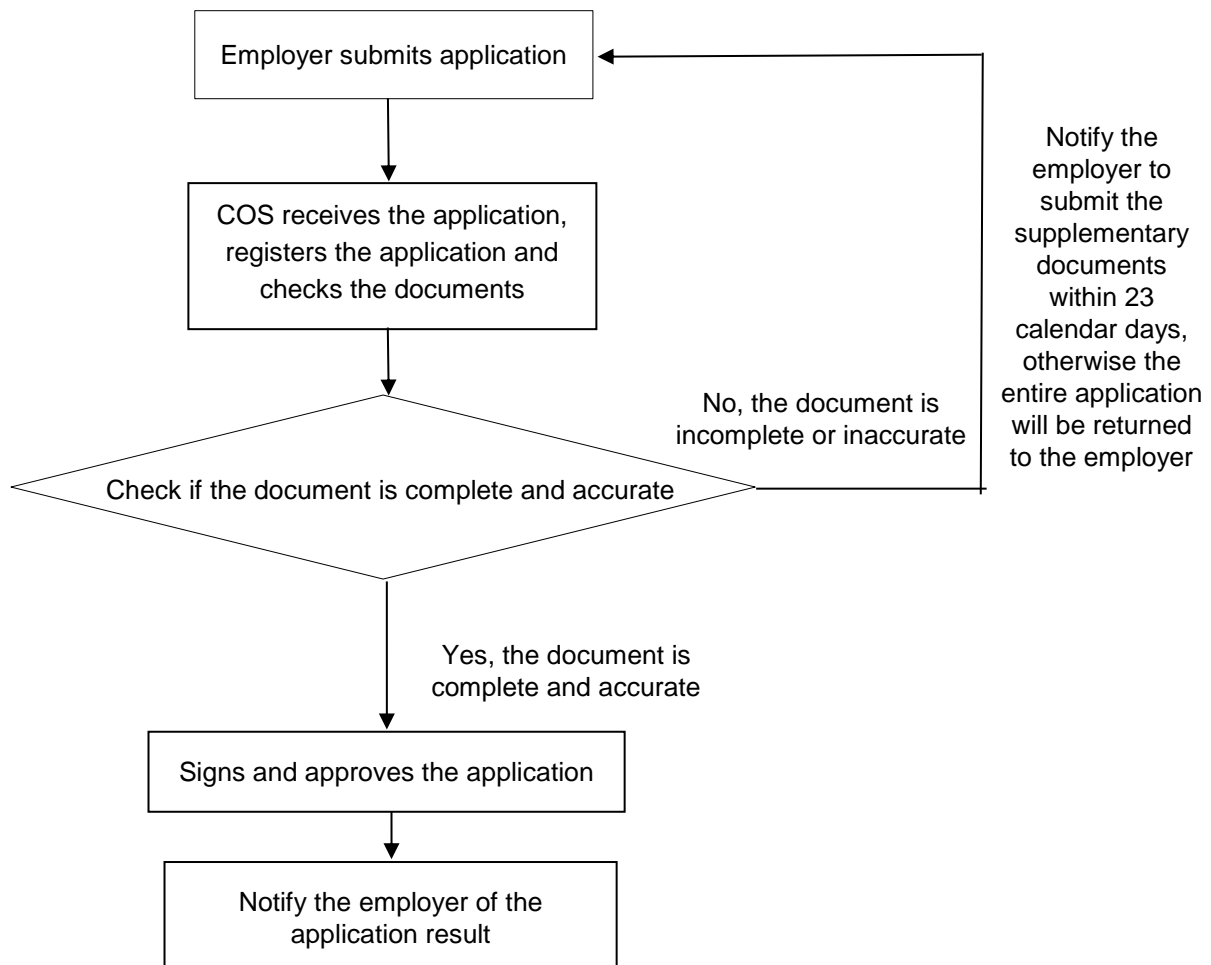 Employer submits application
COS receives the application,
registers the application and
checks the documents
Check if the document is complete and accurate
No, the document is
incomplete or inaccurate
Notify the
employer to
submit the
supplementary
documents
within 23
calendar days,
otherwise the
entire application
will be returned
to the employer
Yes, the document is
complete and accurate
Signs and approves the application
Notify the employer of the
application result